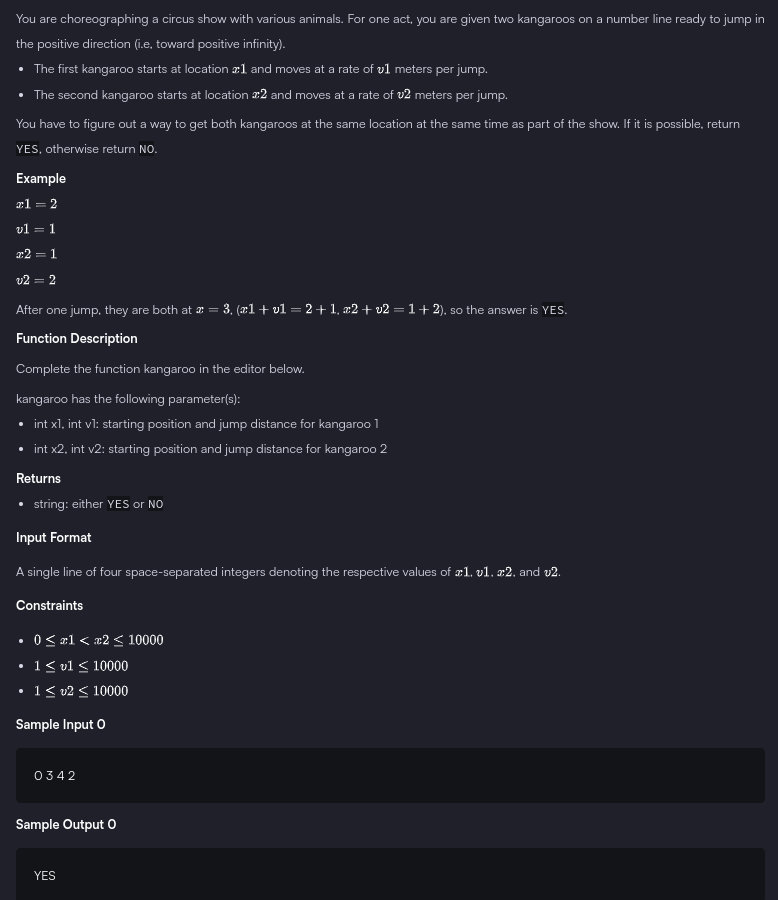 You are choreographing a circus show with various animals. For one act, you are given two kangaroos on a number line ready to jump in
the positive direction (i.e, toward positive infinity).
• The first kangaroo starts at location x1 and moves at a rate of v1 meters per jump.
• The second kangaroo starts at location x2 and moves at a rate of v2 meters per jump.
You have to figure out a way to get both kangaroos at the same location at the same time as part of the show. If it is possible, return
YES, otherwise return NO.
Example
x1 = 2
v1 = 1
x2 = 1
v2 = 2
After one jump, they are both at x = 3, (x1 + v1 = 2 + 1, x2 + v2 = 1 + 2), so the answer is YES.
Function Description
Complete the function kangaroo in the editor below.
kangaroo has the following parameter(s):
• int x1, int v1: starting position and jump distance for kangaroo 1
• int x2, int v2: starting position and jump distance for kangaroo 2
Returns
• string: either YES or NO
Input Format
A single line of four space-separated integers denoting the respective values of x1, v1, x2, and v2.
Constraints
• 0 ≤ x1 < x2 ≤ 10000
• 1 ≤ v1 ≤ 10000
• 1 ≤ v2 ≤ 10000
Sample Input 0
0 3 4 2
Sample Output 0
YES